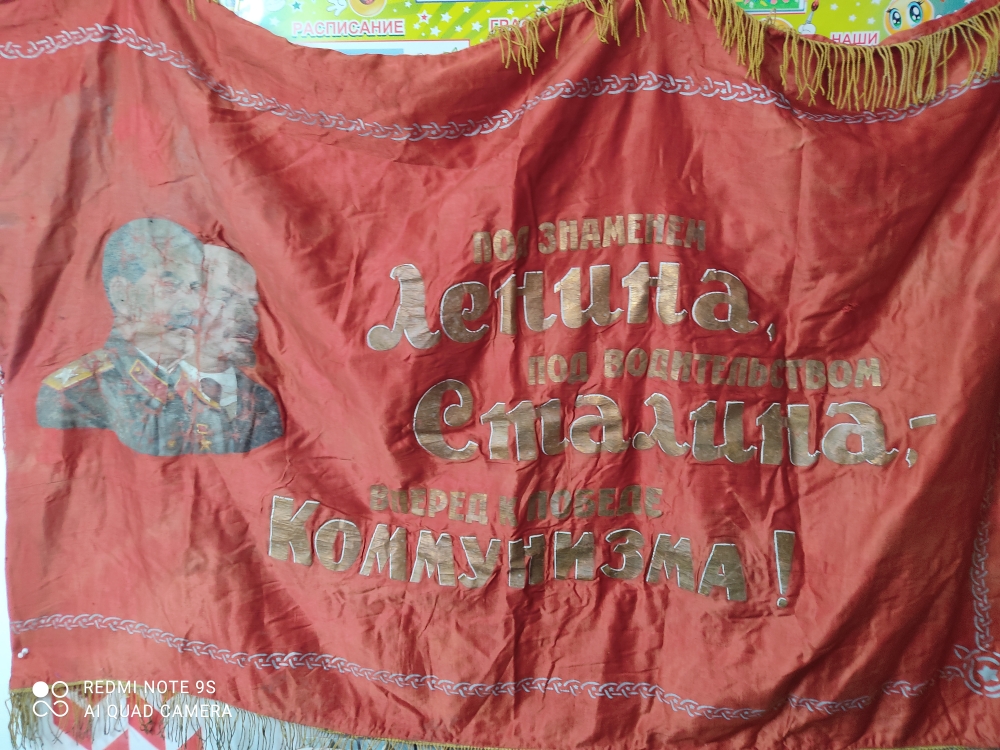 РАСПИСАНИЕ
НАШИ
ПОД ЗНАМЕНЕМ
Ленина,
ПОД ВОДИТЕЛЬСТВОМ
Сталина,-
ВПЕРЕД К ПОБЕДЕ
КОММУНИЗМА!
REDMI NOTE 9S
AI QUAD CAMERA